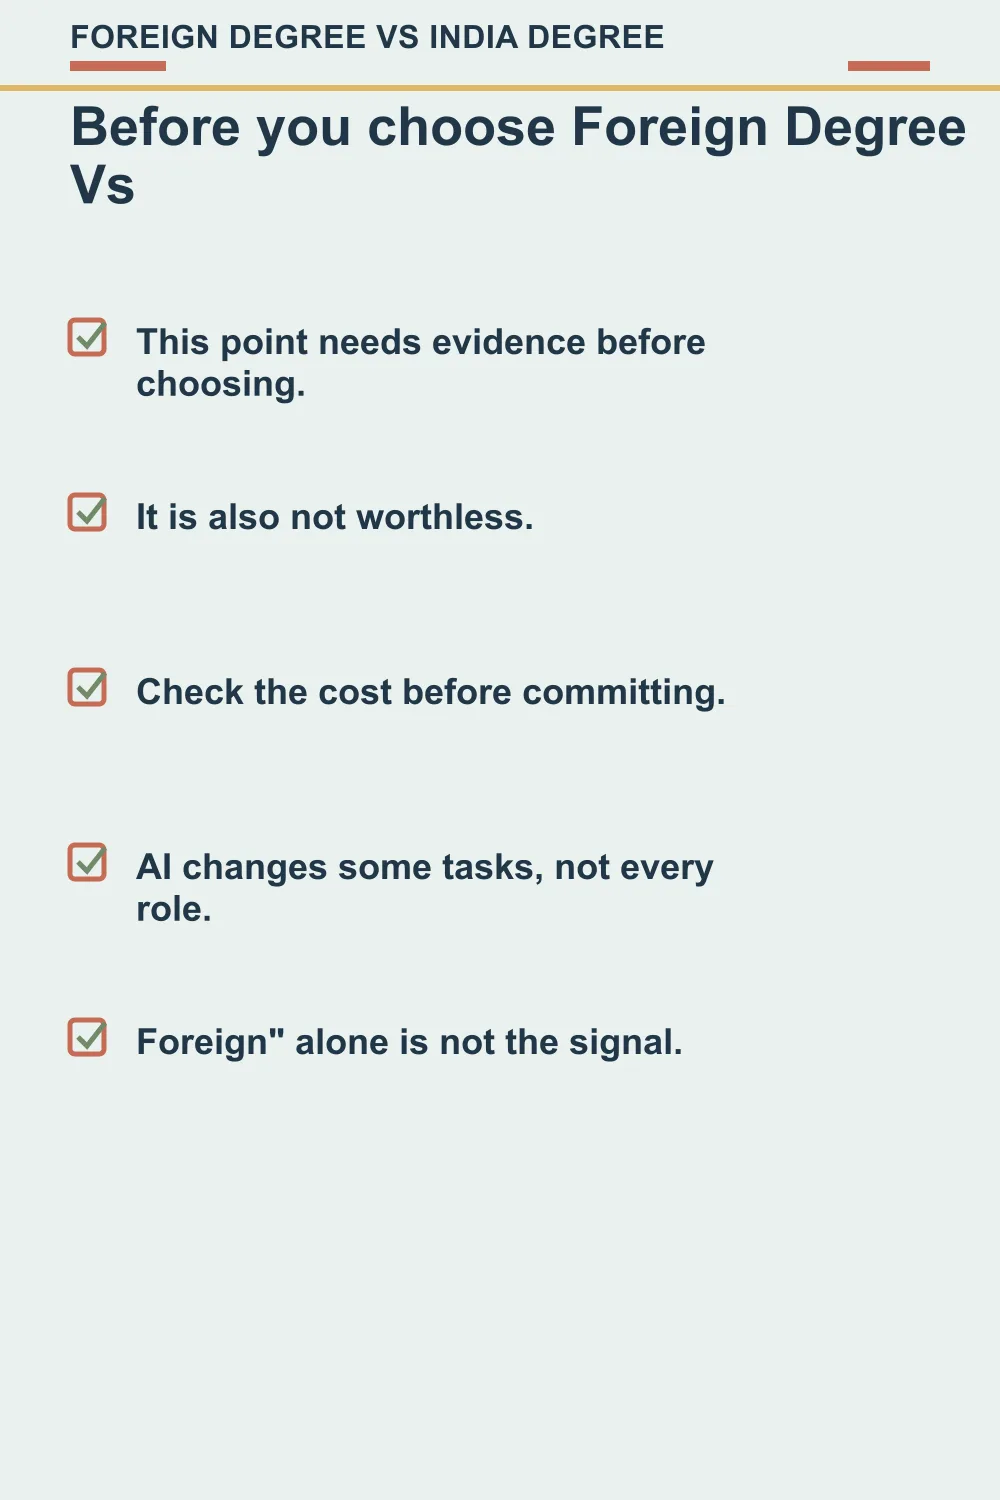 FOREIGN DEGREE VS INDIA DEGREE
Before you choose Foreign Degree
Vs
This point needs evidence before
choosing.
It is also not worthless.
Check the cost before committing.
AI changes some tasks, not every
role.
Foreign" alone is not the signal.